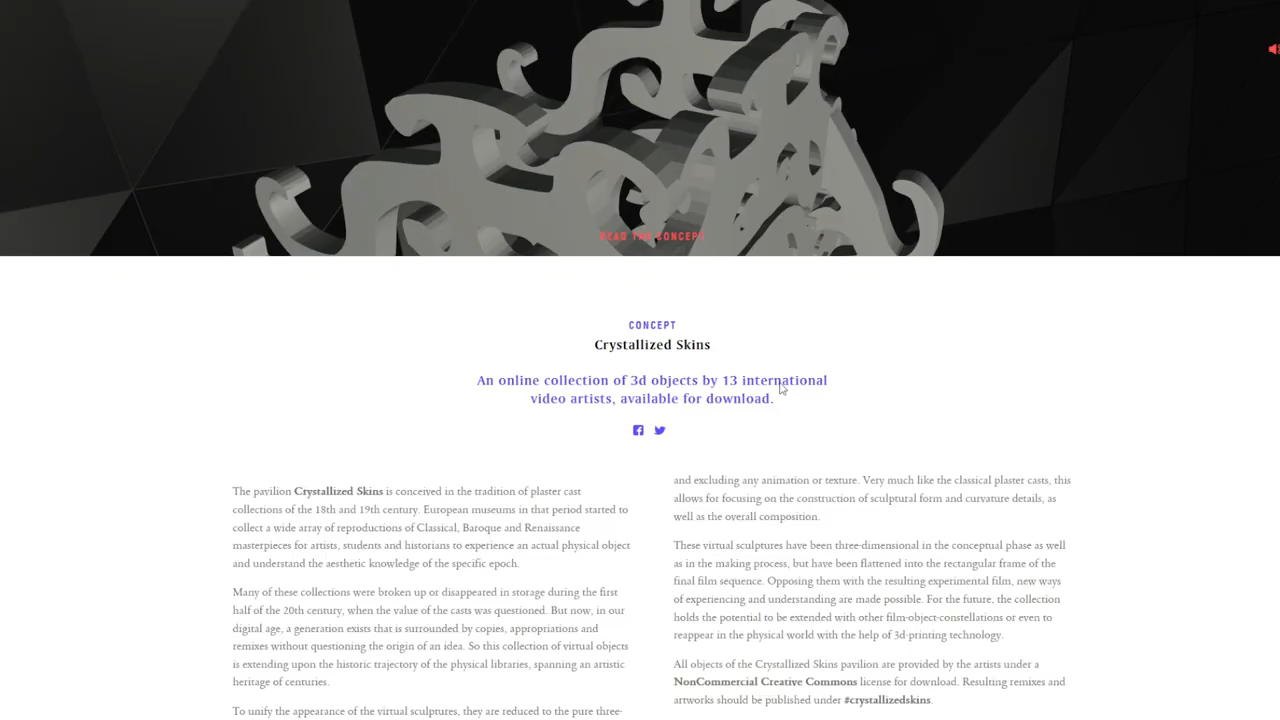 READ THE CONCEPT
CONCEPT
Crystallized Skins
An online collection of 3d objects by 13 international
video artists, available for download.
The pavilion Crystallized Skins is conceived in the tradition of plaster cast
collections of the 18th and 19th century. European museums in that period started to
collect a wide array of reproductions of Classical, Baroque and Renaissance
masterpieces for artists, students and historians to experience an actual physical object
and understand the aesthetic knowledge of the specific epoch.
Many of these collections were broken up or disappeared in storage during the first
half of the 20th century, when the value of the casts was questioned. But now, in our
digital age, a generation exists that is surrounded by copies, appropriations and
remixes without questioning the origin of an idea. So this collection of virtual objects
is extending upon the historic trajectory of the physical libraries, spanning an artistic
heritage of centuries.
To unify the appearance of the virtual sculptures, they are reduced to the pure three-
and excluding any animation or texture. Very much like the classical plaster casts, this
allows for focusing on the construction of sculptural form and curvature details, as
well as the overall composition.
These virtual sculptures have been three-dimensional in the conceptual phase as well
as in the making process, but have been flattened into the rectangular frame of the
final film sequence. Opposing them with the resulting experimental film, new ways
of experiencing and understanding are made possible. For the future, the collection
holds the potential to be extended with other film-object-constellations or even to
reappear in the physical world with the help of 3d-printing technology.
All objects of the Crystallized Skins pavilion are provided by the artists under a
NonCommercial Creative Commons license for download. Resulting remixes and
artworks should be published under #crystallizedskins.